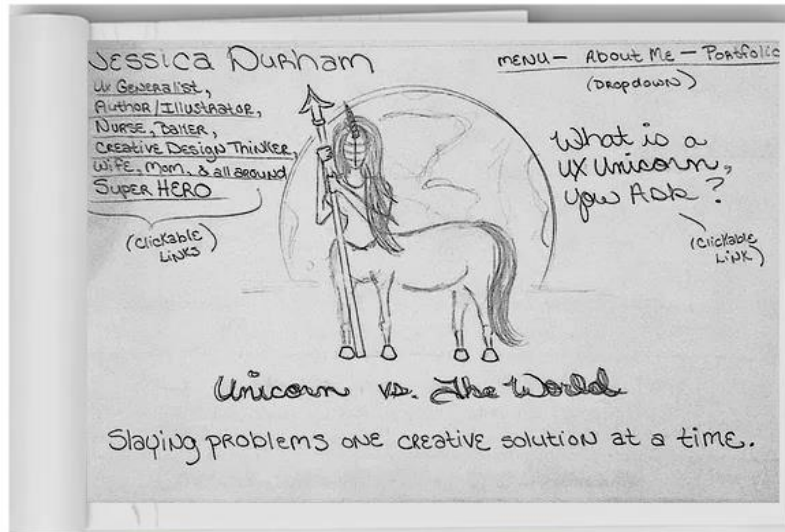 Jessica Durham
UX Generalist,
Author/Illustrator,
Nurse, Baker,
Creative Design Thinker,
Wife, Mom, & all around
Super HERO
(Clickable
Links)
MENU - About Me - Portfolio
(Dropdown)
What is a
UX Unicorn,
you Ask?
(Clickable
Link)
Unicorn vs. The World
Slaying problems one creative solution at a time.